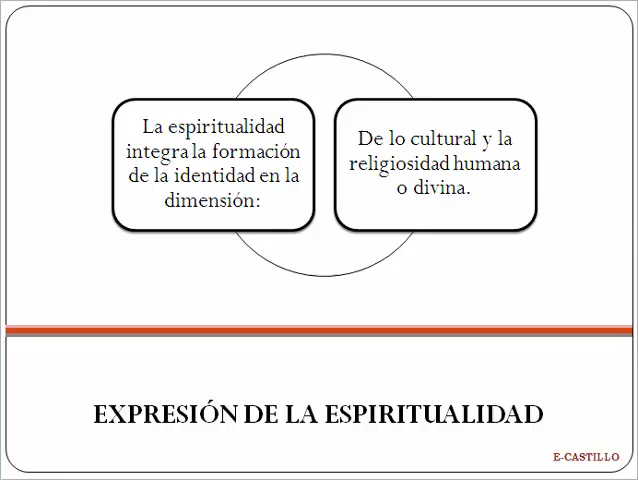 La espiritualidad
integra la formación
de la identidad en la
dimensión:
De lo cultural y la
religiosidad humana
o divina.
EXPRESIÓN DE LA ESPIRITUALIDAD
E-CASTILLO